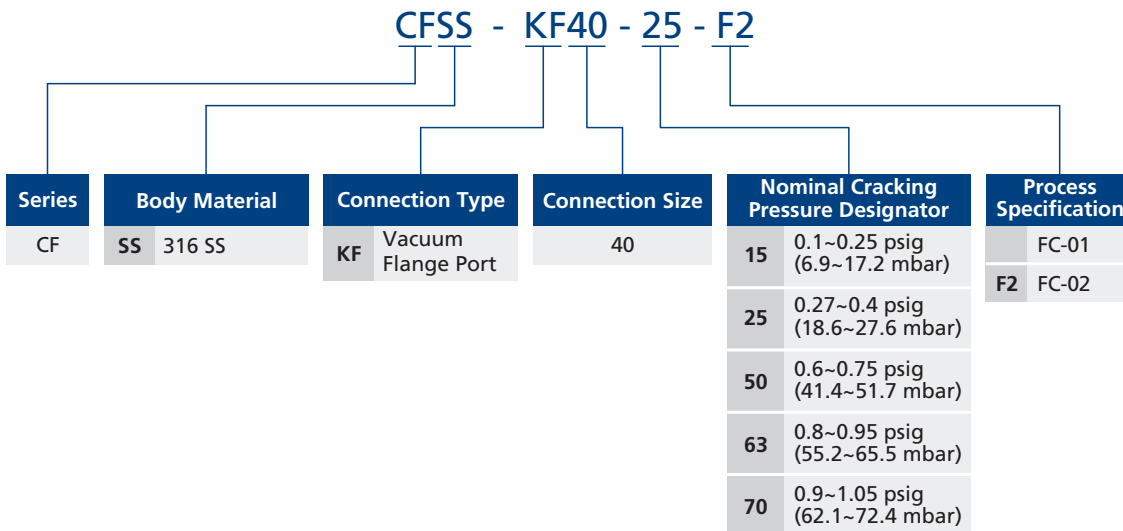 CFSS - KF40 - 25 - F2
Series
CF
Body Material
SS 316 SS
Connection Type
KF Vacuum
Flange Port
Connection Size
40
Nominal Cracking
Pressure Designator
15 0.1~0.25 psig
(6.9~17.2 mbar)
25 0.27~0.4 psig
(18.6~27.6 mbar)
50 0.6~0.75 psig
(41.4~51.7 mbar)
63 0.8~0.95 psig
(55.2~65.5 mbar)
70 0.9~1.05 psig
(62.1~72.4 mbar)
Process
Specification
FC-01
F2 FC-02